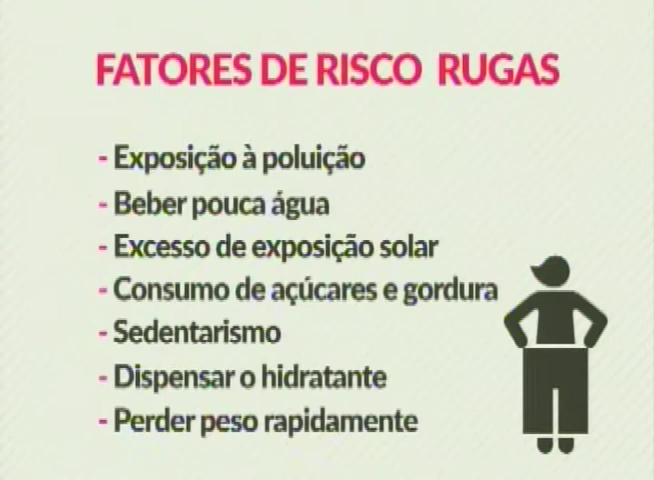 FATORES DE RISCO RUGAS
- Exposição à poluição
- Beber pouca água
- Excesso de exposição solar
- Consumo de açúcares e gordura
- Sedentarismo
- Dispensar o hidratante
- Perder peso rapidamente